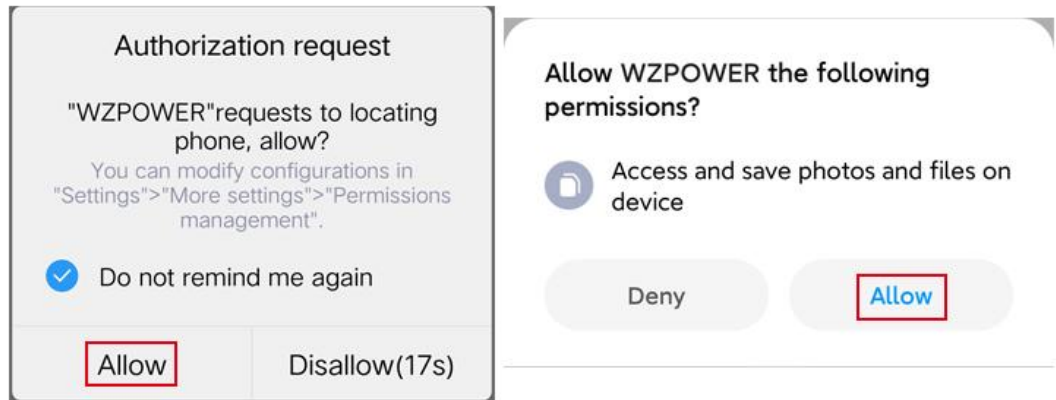 Authorization request
"WZPOWER"requests to locating
phone, allow?
You can modify configurations in
"Settings">"More settings">"Permissions
management".
Do not remind me again
Allow
Disallow(17s)
Allow WZPOWER the following
permissions?
Access and save photos and files on
device
Deny
Allow